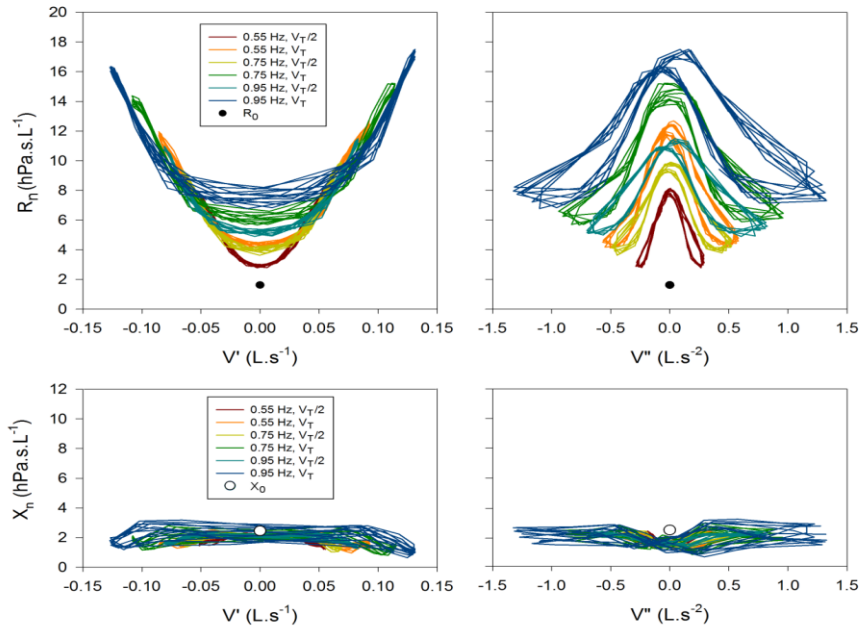 20
18
16
14
12
10
8
6
4
2
0
Rn (hPa.s.L⁻¹)
0.55 Hz, VT/2
0.55 Hz, VT
0.75 Hz, VT/2
0.75 Hz, VT
0.95 Hz, VT/2
0.95 Hz, VT
R0
-0.15 -0.10 -0.05 0.00 0.05 0.10 0.15
V' (L.s⁻¹)
-1.5 -1.0 -0.5 0.0 0.5 1.0 1.5
V" (L.s⁻²)
12
10
8
6
4
2
0
Xn (hPa.s.L⁻¹)
0.55 Hz, VT/2
0.55 Hz, VT
0.75 Hz, VT/2
0.75 Hz, VT
0.95 Hz, VT/2
0.95 Hz, VT
X0
-0.15 -0.10 -0.05 0.00 0.05 0.10 0.15
V' (L.s⁻¹)
-1.5 -1.0 -0.5 0.0 0.5 1.0 1.5
V" (L.s⁻²)